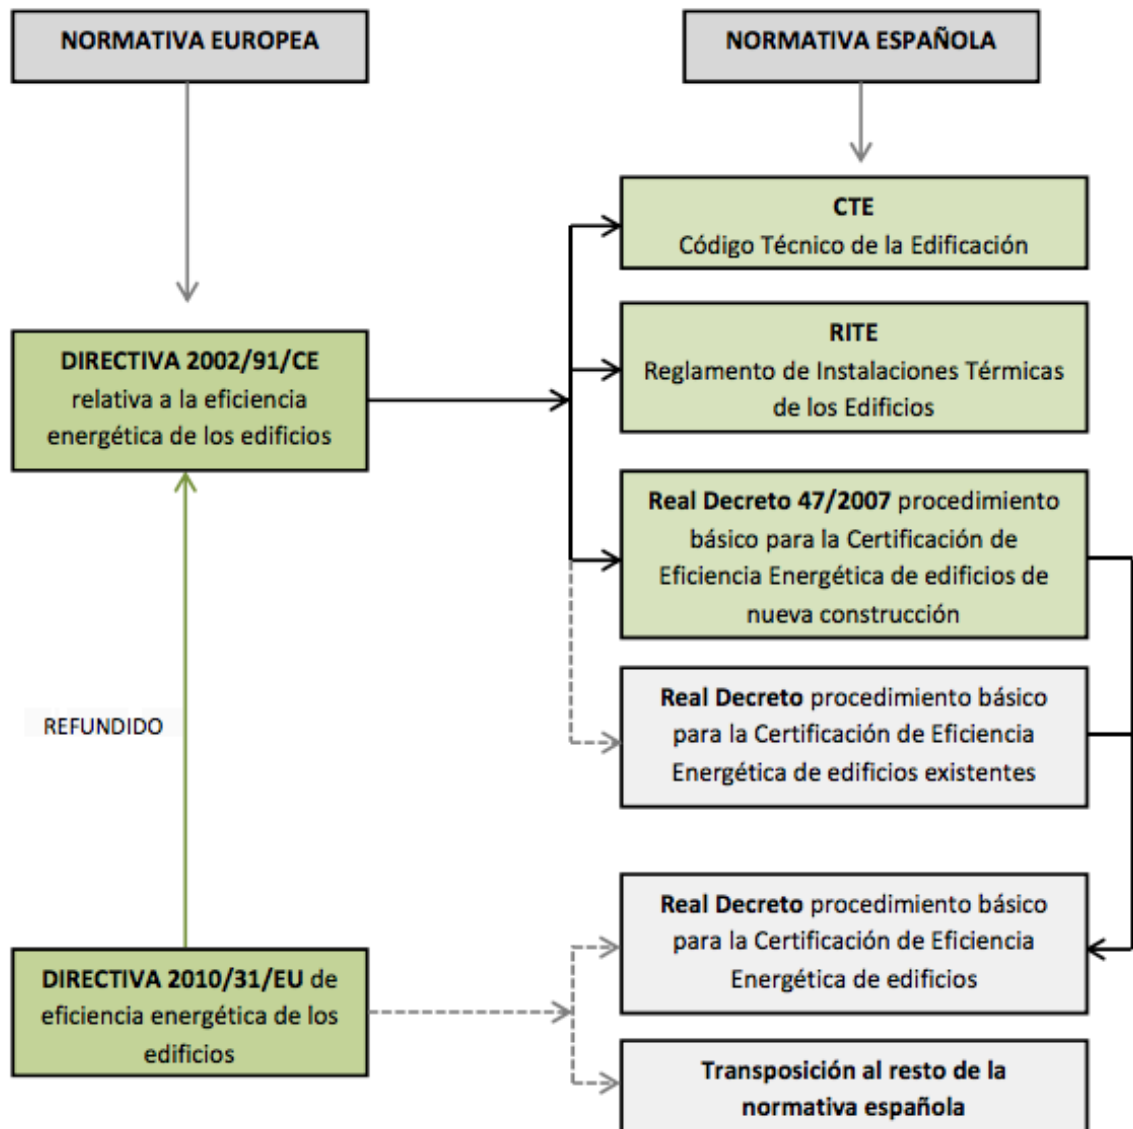 NORMATIVA EUROPEA
NORMATIVA ESPAÑOLA
CTE
Código Técnico de la Edificación
RITE
Reglamento de Instalaciones Térmicas
de los Edificios
DIRECTIVA 2002/91/CE
relativa a la eficiencia
energética de los edificios
Real Decreto 47/2007 procedimiento
básico para la Certificación de
Eficiencia Energética de edificios de
nueva construcción
Real Decreto procedimiento básico
para la Certificación de Eficiencia
Energética de edificios existentes
REFUNDIDO
Real Decreto procedimiento básico
para la Certificación de Eficiencia
Energética de edificios
DIRECTIVA 2010/31/EU de
eficiencia energética de los
edificios
Transposición al resto de la
normativa española